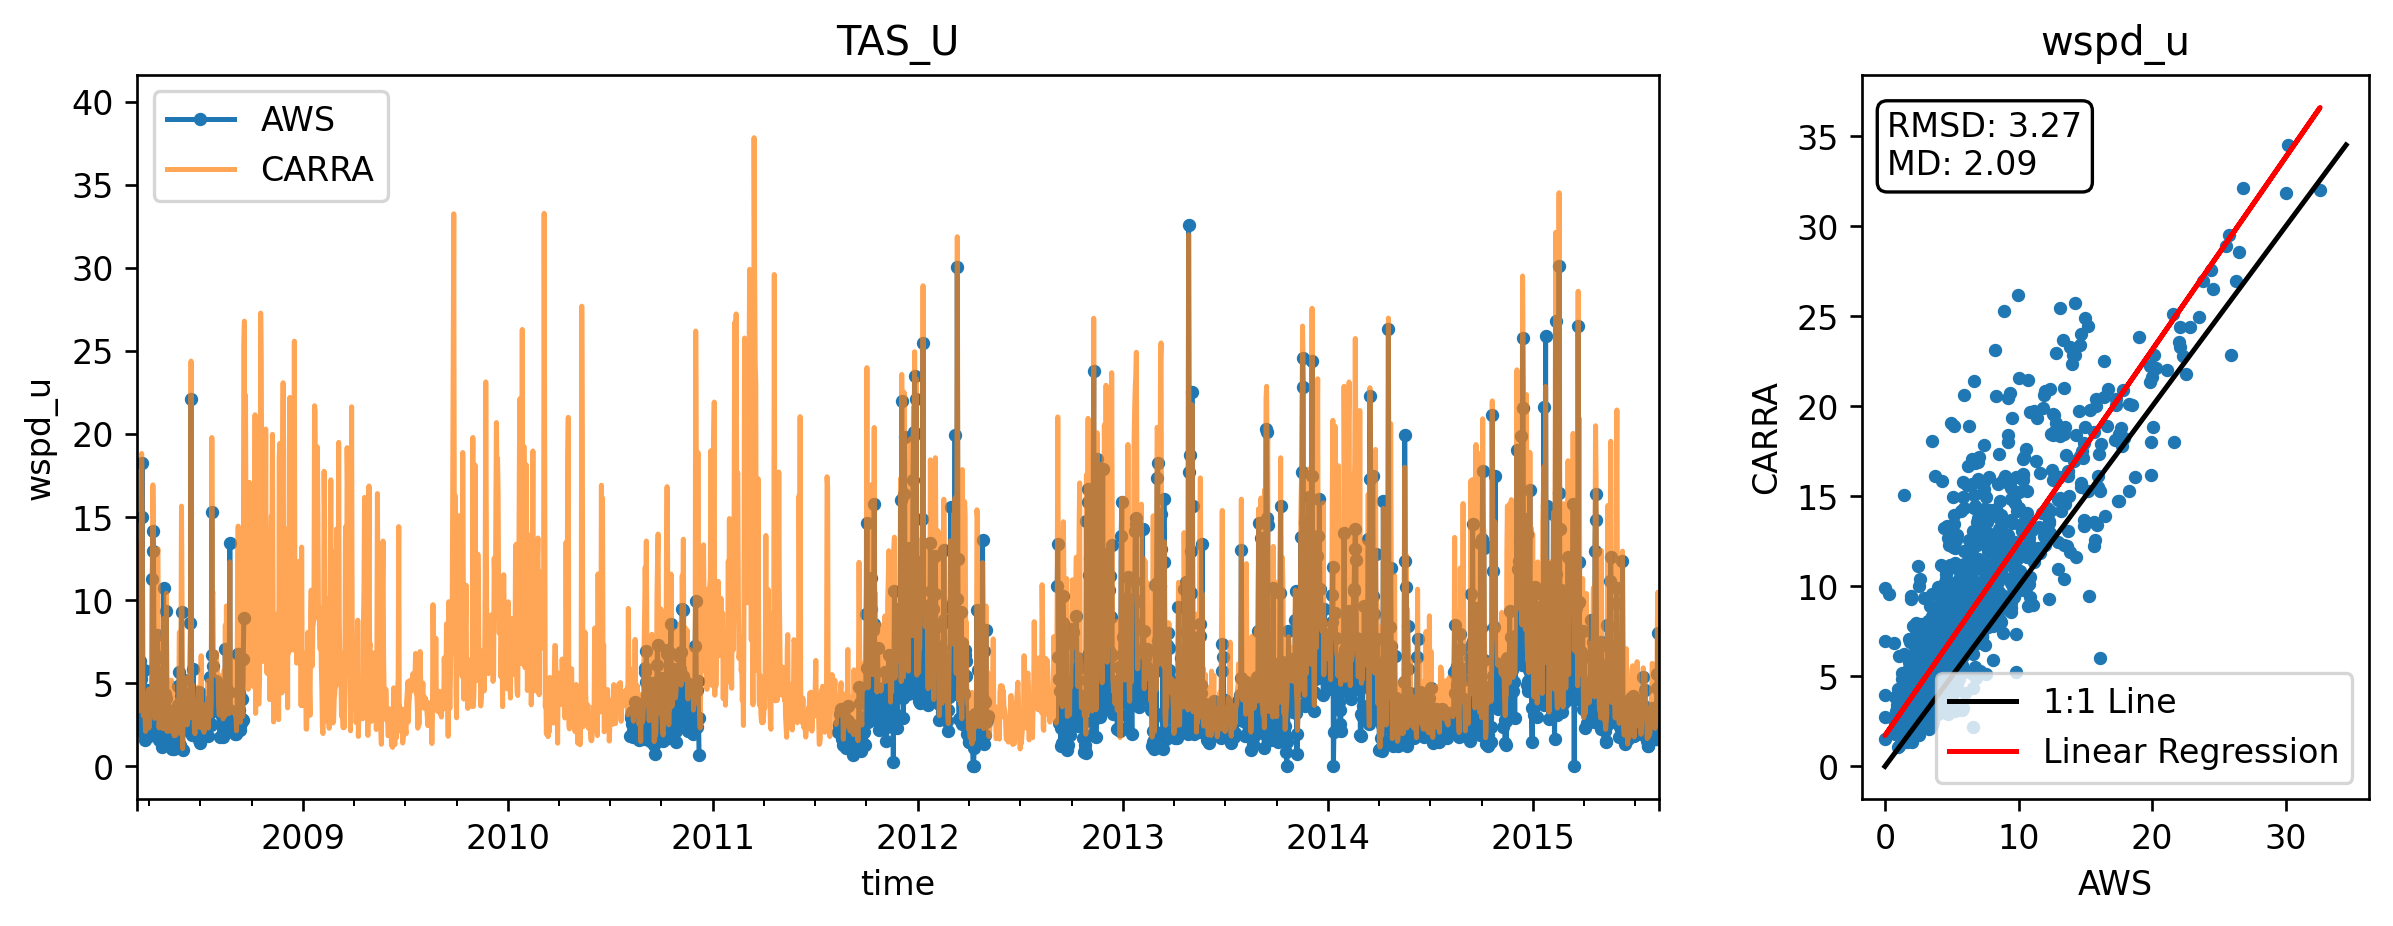 TAS_U
AWS
CARRA
40
35
30
25
20
15
10
5
0
wspd_u
2009 2010 2011 2012 2013 2014 2015
time
wspd_u
RMSD: 3.27
MD: 2.09
35
30
25
20
15
10
5
0
CARRA
1:1 Line
Linear Regression
0 10 20 30
AWS